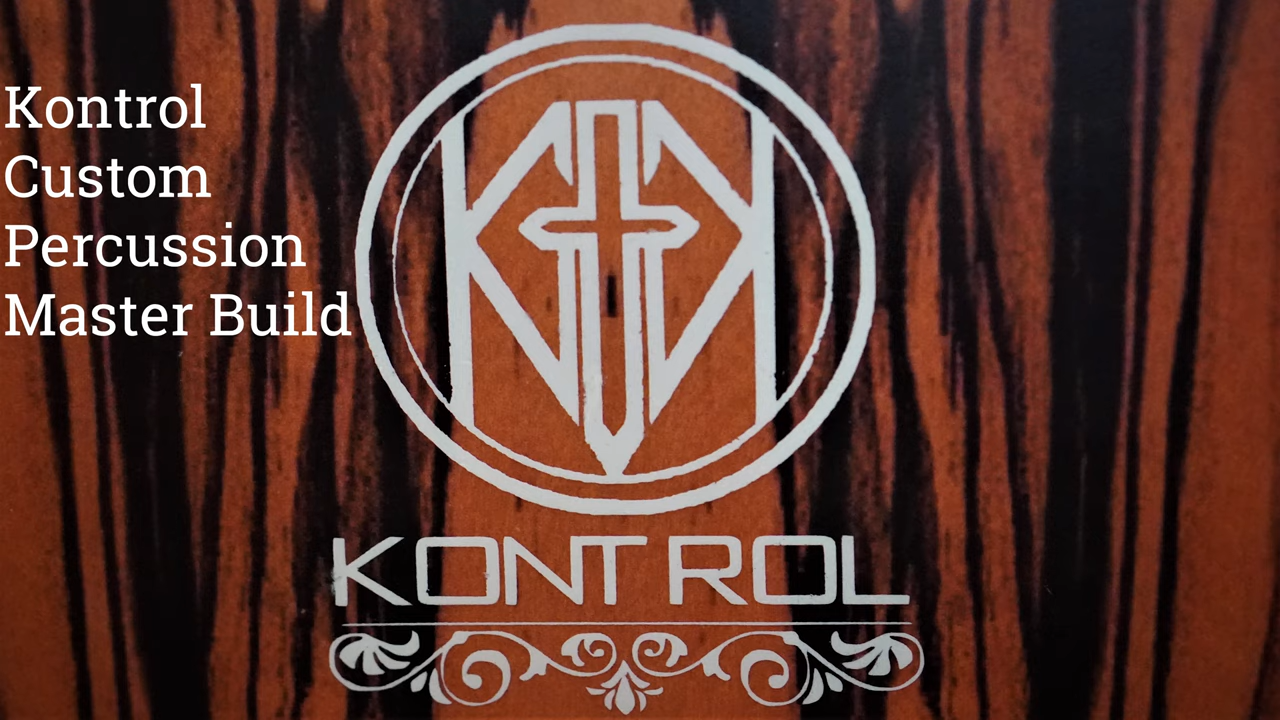 Kontrol
Custom
Percussion
Master Build
KONTROL